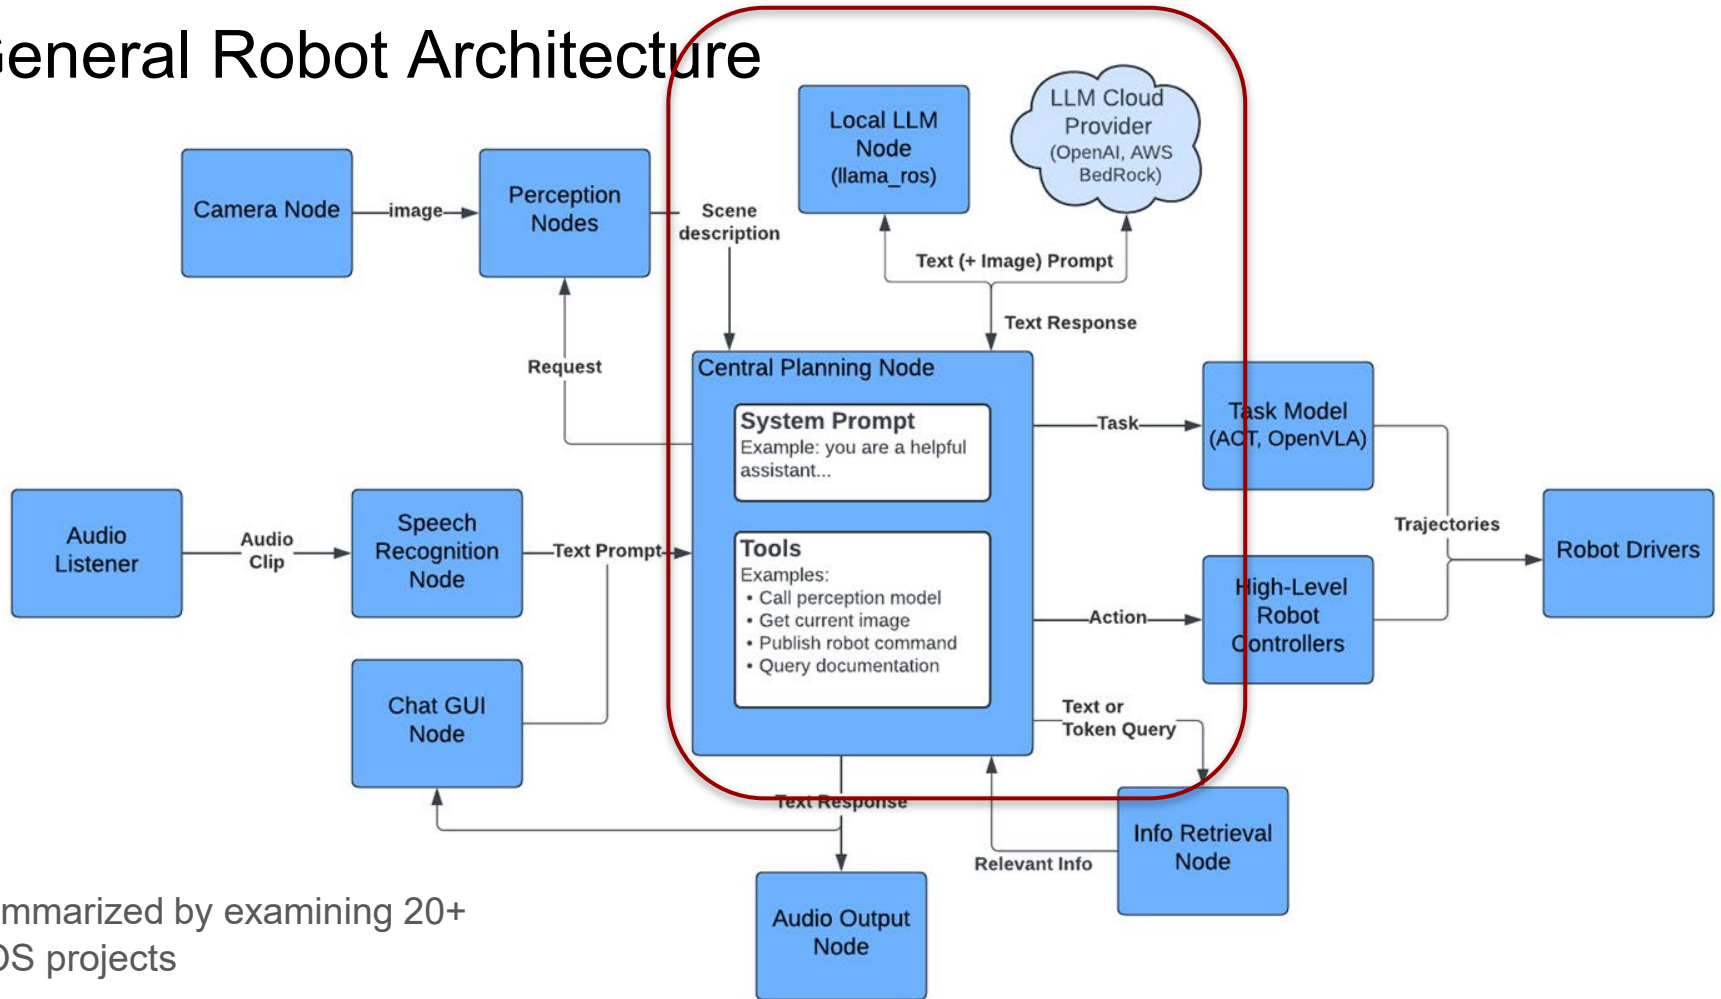 General Robot Architecture
Local LLM
Node
(llama_ros)
LLM Cloud
Provider
(OpenAI, AWS
BedRock)
Camera Node
image
Perception
Nodes
Scene
description
Text (+ Image) Prompt
Text Response
Request
Central Planning Node
System Prompt
Example: you are a helpful
assistant...
Tools
Examples:
• Call perception model
• Get current image
• Publish robot command
• Query documentation
Task
Task Model
(ACT, OpenVLA)
Audio
Listener
Audio
Clip
Speech
Recognition
Node
Text Prompt
Trajectories
Robot Drivers
Action
High-Level
Robot
Controllers
Chat GUI
Node
Text or
Token Query
Text Response
Info Retrieval
Node
Relevant Info
Audio Output
Node
mmarized by examining 20+
OS projects